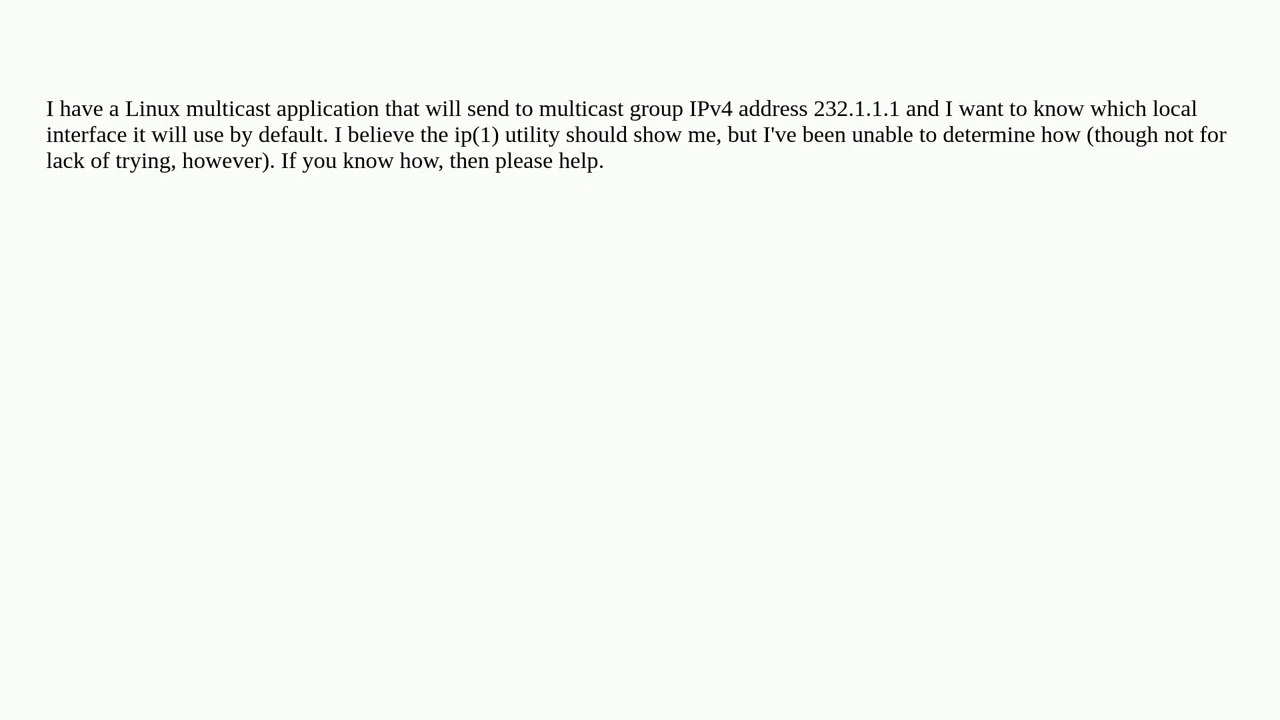 I have a Linux multicast application that will send to multicast group IPv4 address 232.1.1.1 and I want to know which local
interface it will use by default. I believe the ip(1) utility should show me, but I've been unable to determine how (though not for
lack of trying, however). If you know how, then please help.